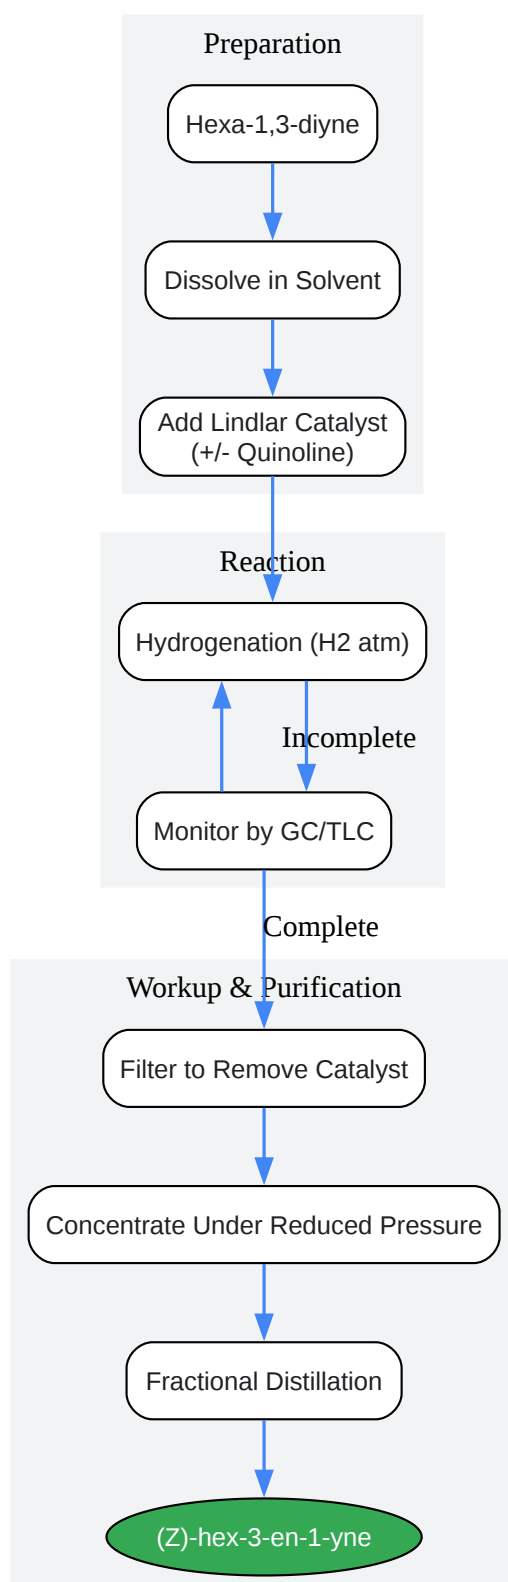 Preparation
Hexa-1,3-diyne
Dissolve in Solvent
Add Lindlar Catalyst
(+/- Quinoline)
Reaction
Hydrogenation (H2 atm)
Incomplete
Monitor by GC/TLC
Complete
Workup & Purification
Filter to Remove Catalyst
Concentrate Under Reduced Pressure
Fractional Distillation
(Z)-hex-3-en-1-yne